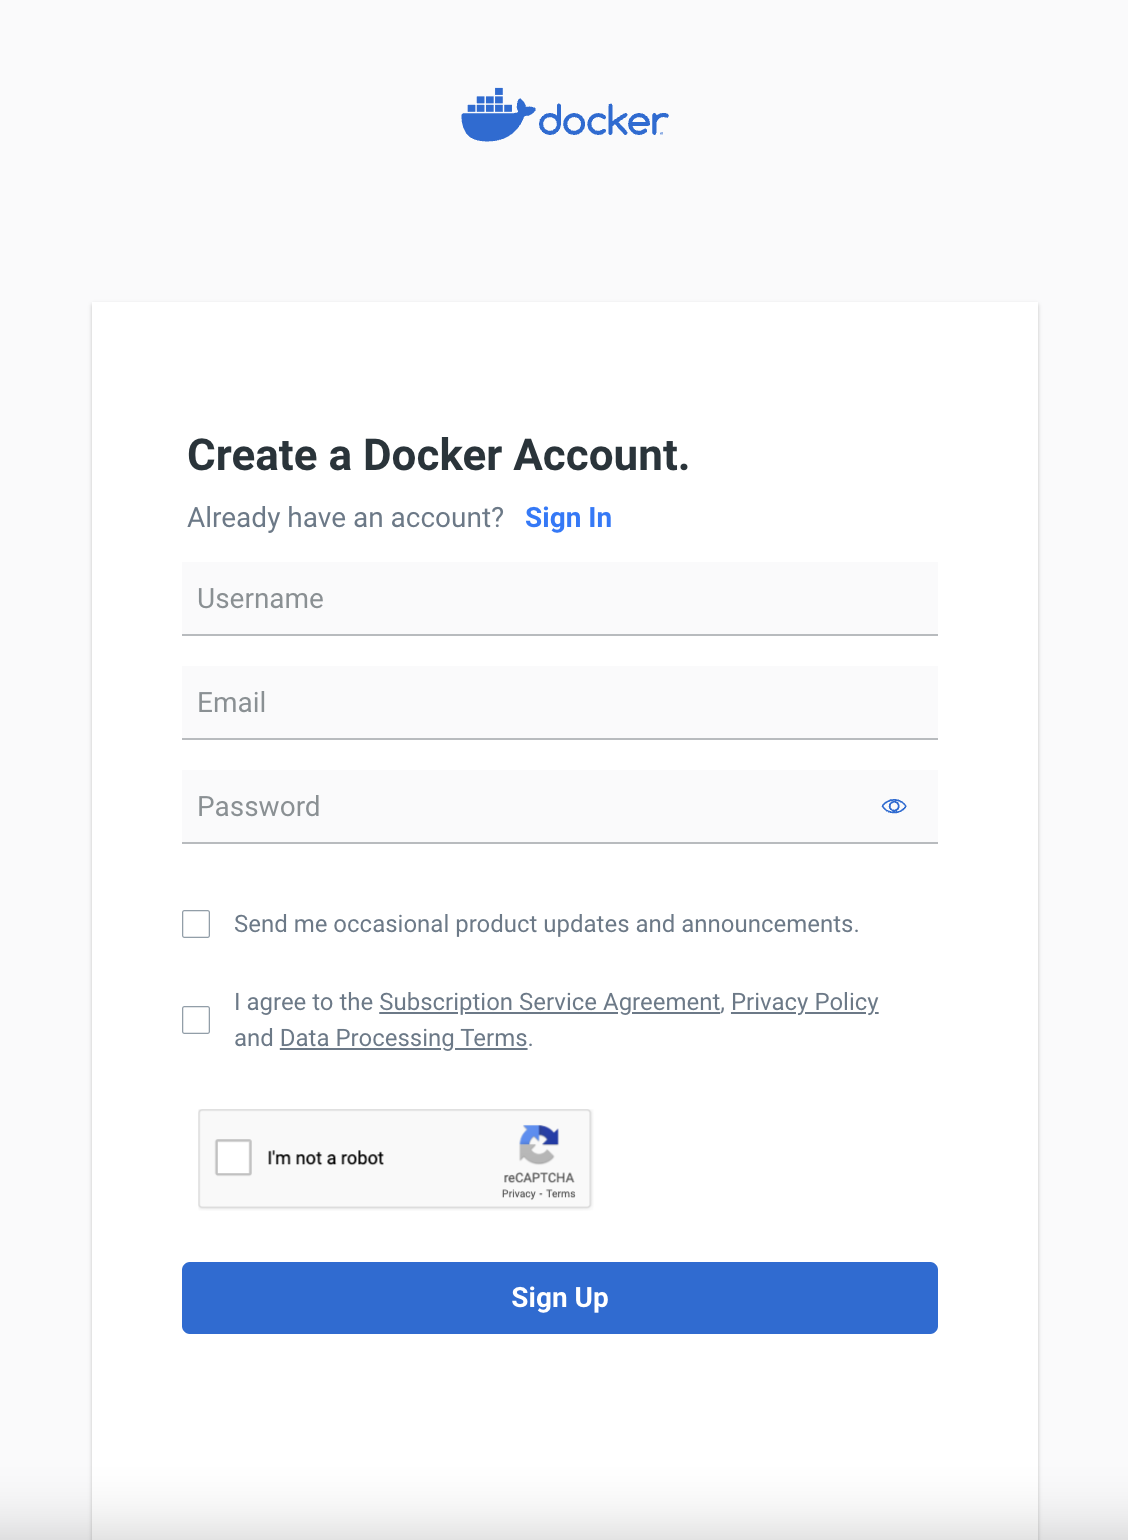 docker
Create a Docker Account.
Already have an account? Sign In
Username
Email
Password
Send me occasional product updates and announcements.
I agree to the Subscription Service Agreement, Privacy Policy
and Data Processing Terms.
I'm not a robot
reCAPTCHA
Privacy - Terms
Sign Up